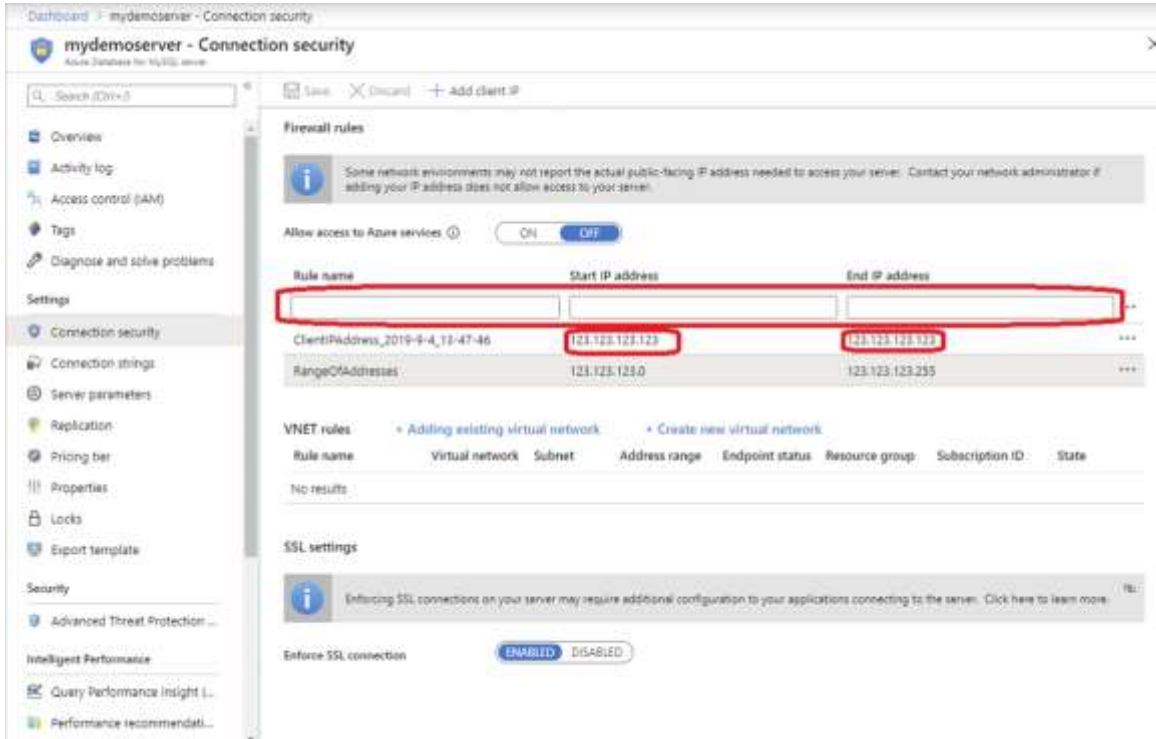 Dashboard > mydemoserver - Connection security
mydemoserver - Connection security
Azure Database for MySQL server
Search (Ctrl+/)
Save Discard + Add client IP
Overview
Activity log
Access control (IAM)
Tags
Diagnose and solve problems
Settings
Connection security
Connection strings
Server parameters
Replication
Pricing tier
Properties
Locks
Export template
Security
Advanced Threat Protection ...
Intelligent Performance
Query Performance Insight (...
Performance recommendati...
Firewall rules
Some network environments may not report the actual public-facing IP address needed to access your server. Contact your network administrator if
adding your IP address does not allow access to your server.
Allow access to Azure services ON OFF
Rule name Start IP address End IP address
ClientIPAddress_2019-9-4_13-47-46 123.123.123.123 123.123.123.123
RangeOfAddresses 123.123.123.0 123.123.123.255
VNET rules + Adding existing virtual network + Create new virtual network
Rule name Virtual network Subnet Address range Endpoint status Resource group Subscription ID State
No results
SSL settings
Enforcing SSL connections on your server may require additional configuration to your applications connecting to the server. Click here to learn more.
Enforce SSL connection ENABLED DISABLED